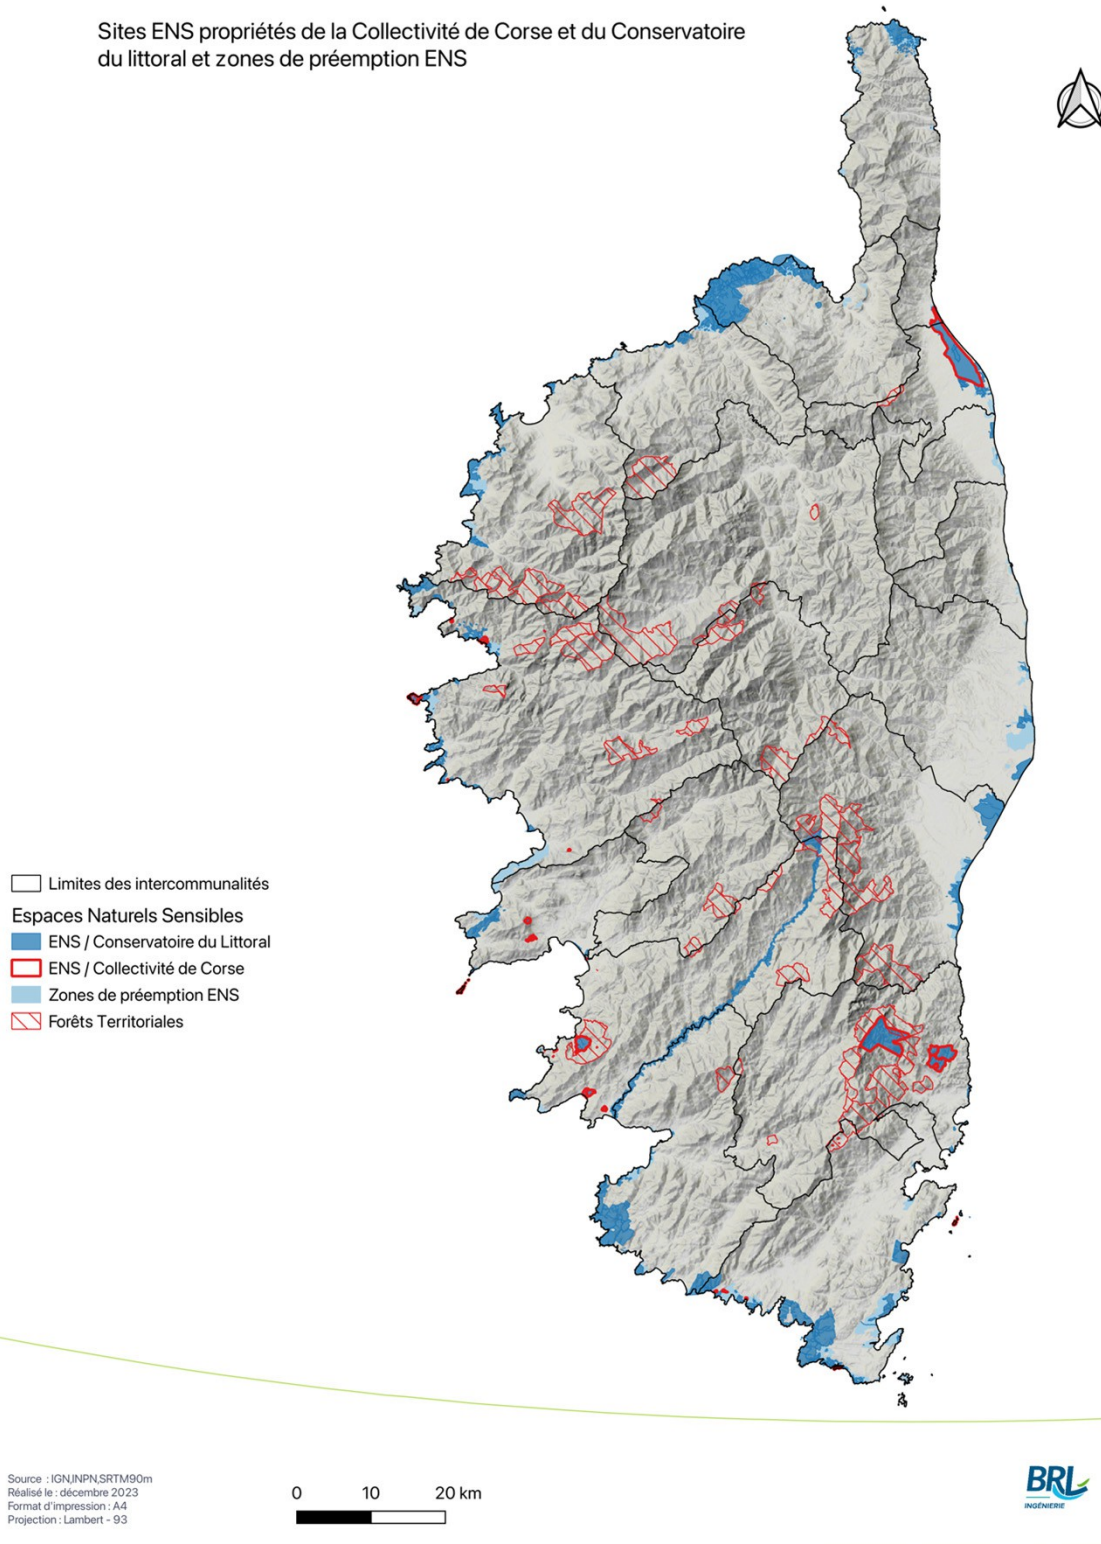 Sites ENS propriétés de la Collectivité de Corse et du Conservatoire
du littoral et zones de préemption ENS
Limites des intercommunalités
Espaces Naturels Sensibles
ENS / Conservatoire du Littoral
ENS / Collectivité de Corse
Zones de préemption ENS
Forêts Territoriales
Source : IGN,INPN,SRTM90m
Réalisé le : décembre 2023
Format d'impression : A4
Projection : Lambert - 93
0 10 20 km
BRL
INGÉNIERIE